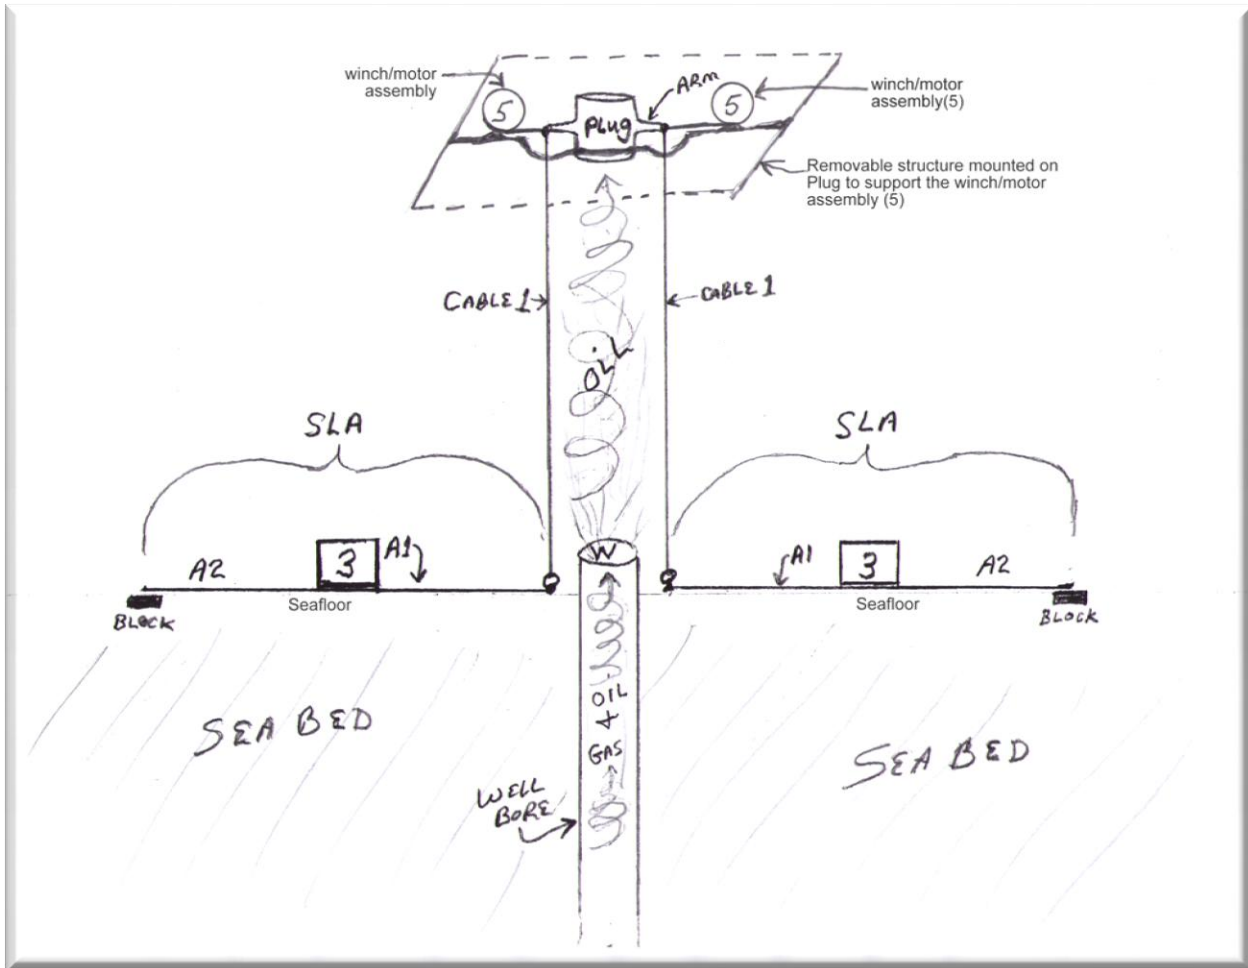 winch/motor
assembly
5
PLUG
ARM
5
winch/motor
assembly(5)
Removable structure mounted on
Plug to support the winch/motor
assembly (5)
CABLE 1
CABLE 1
OIL
SLA
SLA
A2
3
A1
W
A1
3
A2
Seafloor
Seafloor
BLOCK
BLOCK
OIL
+
GAS
SEA BED
SEA BED
WELL
BORE